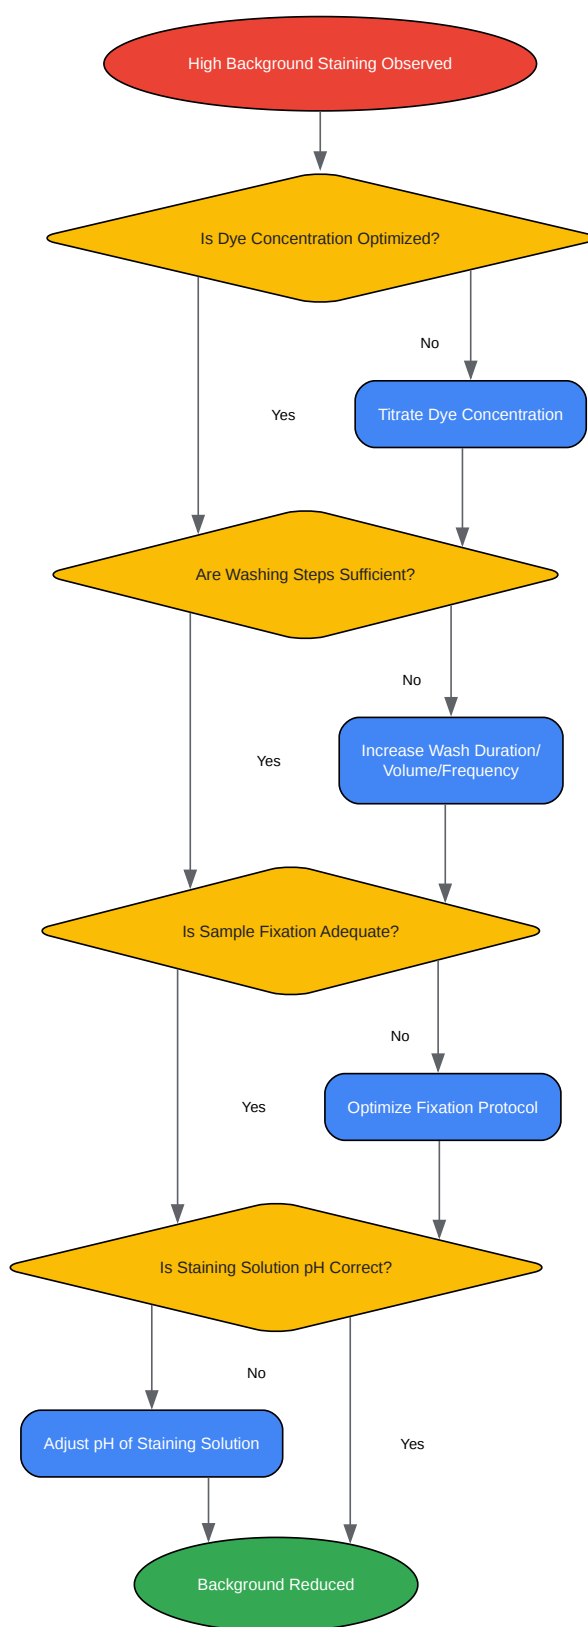 High Background Staining Observed
Is Dye Concentration Optimized?
No
Yes
Titrate Dye Concentration
Are Washing Steps Sufficient?
No
Increase Wash Duration/
Volume/Frequency
Yes
Is Sample Fixation Adequate?
No
Yes
Optimize Fixation Protocol
Is Staining Solution pH Correct?
No
Adjust pH of Staining Solution
Yes
Background Reduced